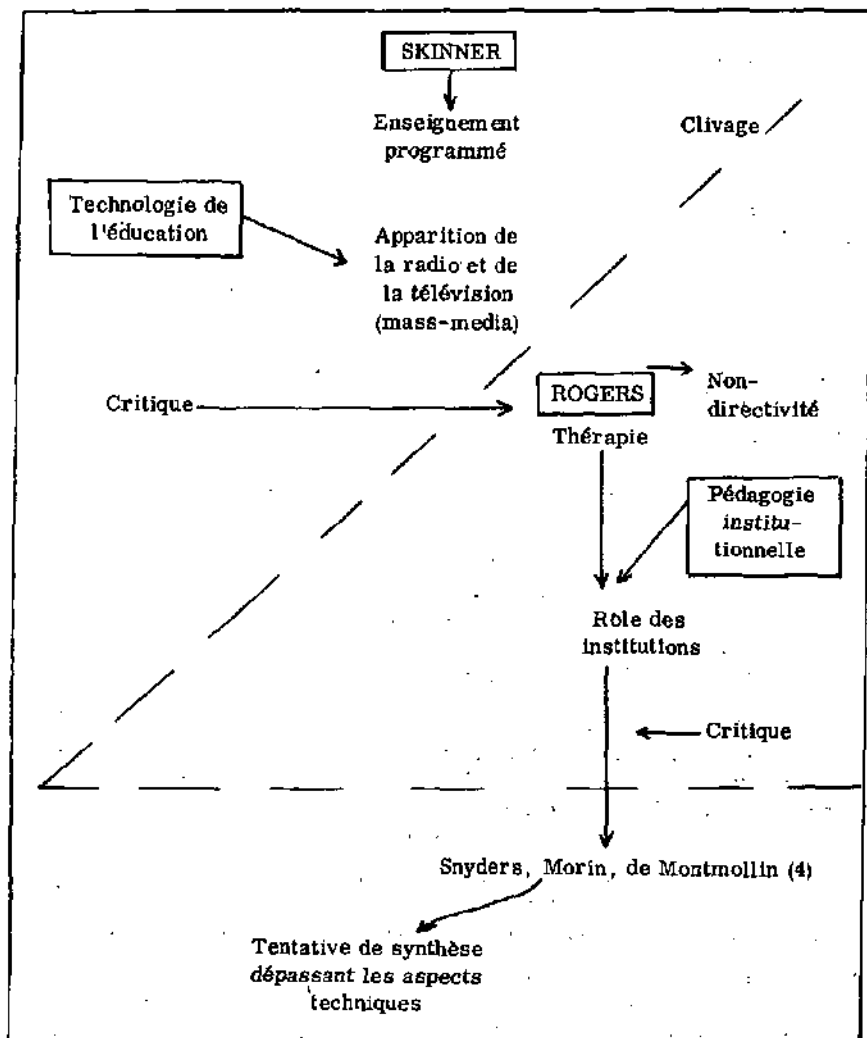 SKINNER
Enseignement
programmé
Clivage
Technologie de
l'éducation
Apparition de
la radio et de
la télévision
(mass-media)
Critique
ROGERS
Non-
directivité
Thérapie
Pédagogie
institu-
tionnelle
Rôle des
institutions
Critique
Snyders, Morin, de Montmollin (4)
Tentative de synthèse
dépassant les aspects
techniques